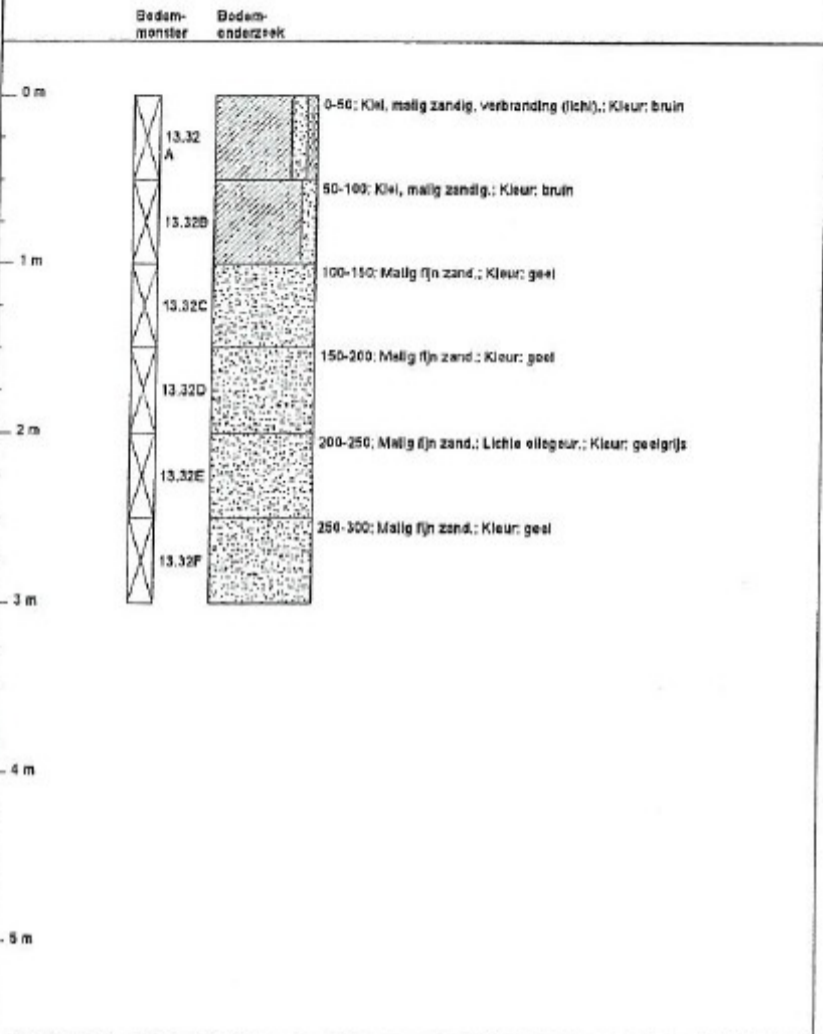 Bodem-
monster
Bodem-
onderzoek
0 m
13.32
A
0-50: Klei, matig zandig, verbranding (licht).; Kleur: bruin
13.32B
50-100: Klei, matig zandig.; Kleur: bruin
1 m
13.32C
100-150: Matig fijn zand.; Kleur: geel
13.32D
150-200: Matig fijn zand.; Kleur: geel
2 m
13.32E
200-250: Matig fijn zand.; Lichte oliegeur.; Kleur: geelgrijs
13.32F
250-300: Matig fijn zand.; Kleur: geel
3 m
4 m
5 m